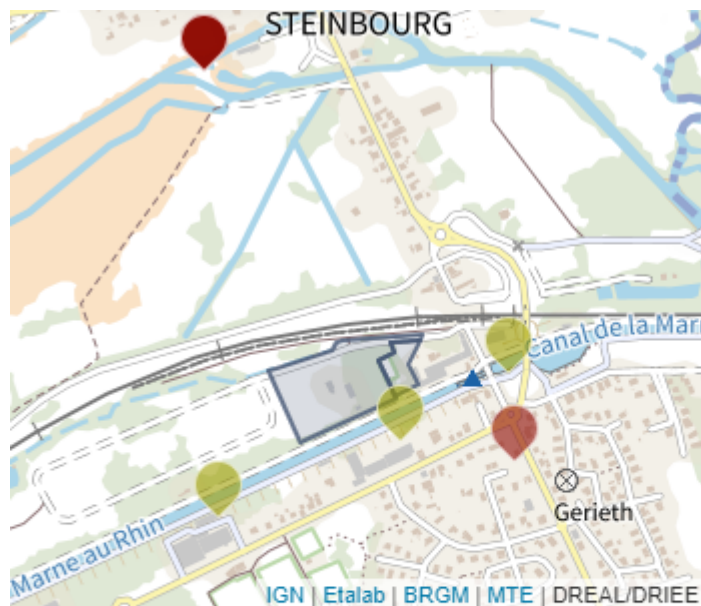 STEINBOURG
Canal de la Marn
Gerieth
Marne au Rhin
IGN | Etalab | BRGM | MTE | DREAL/DRIEE